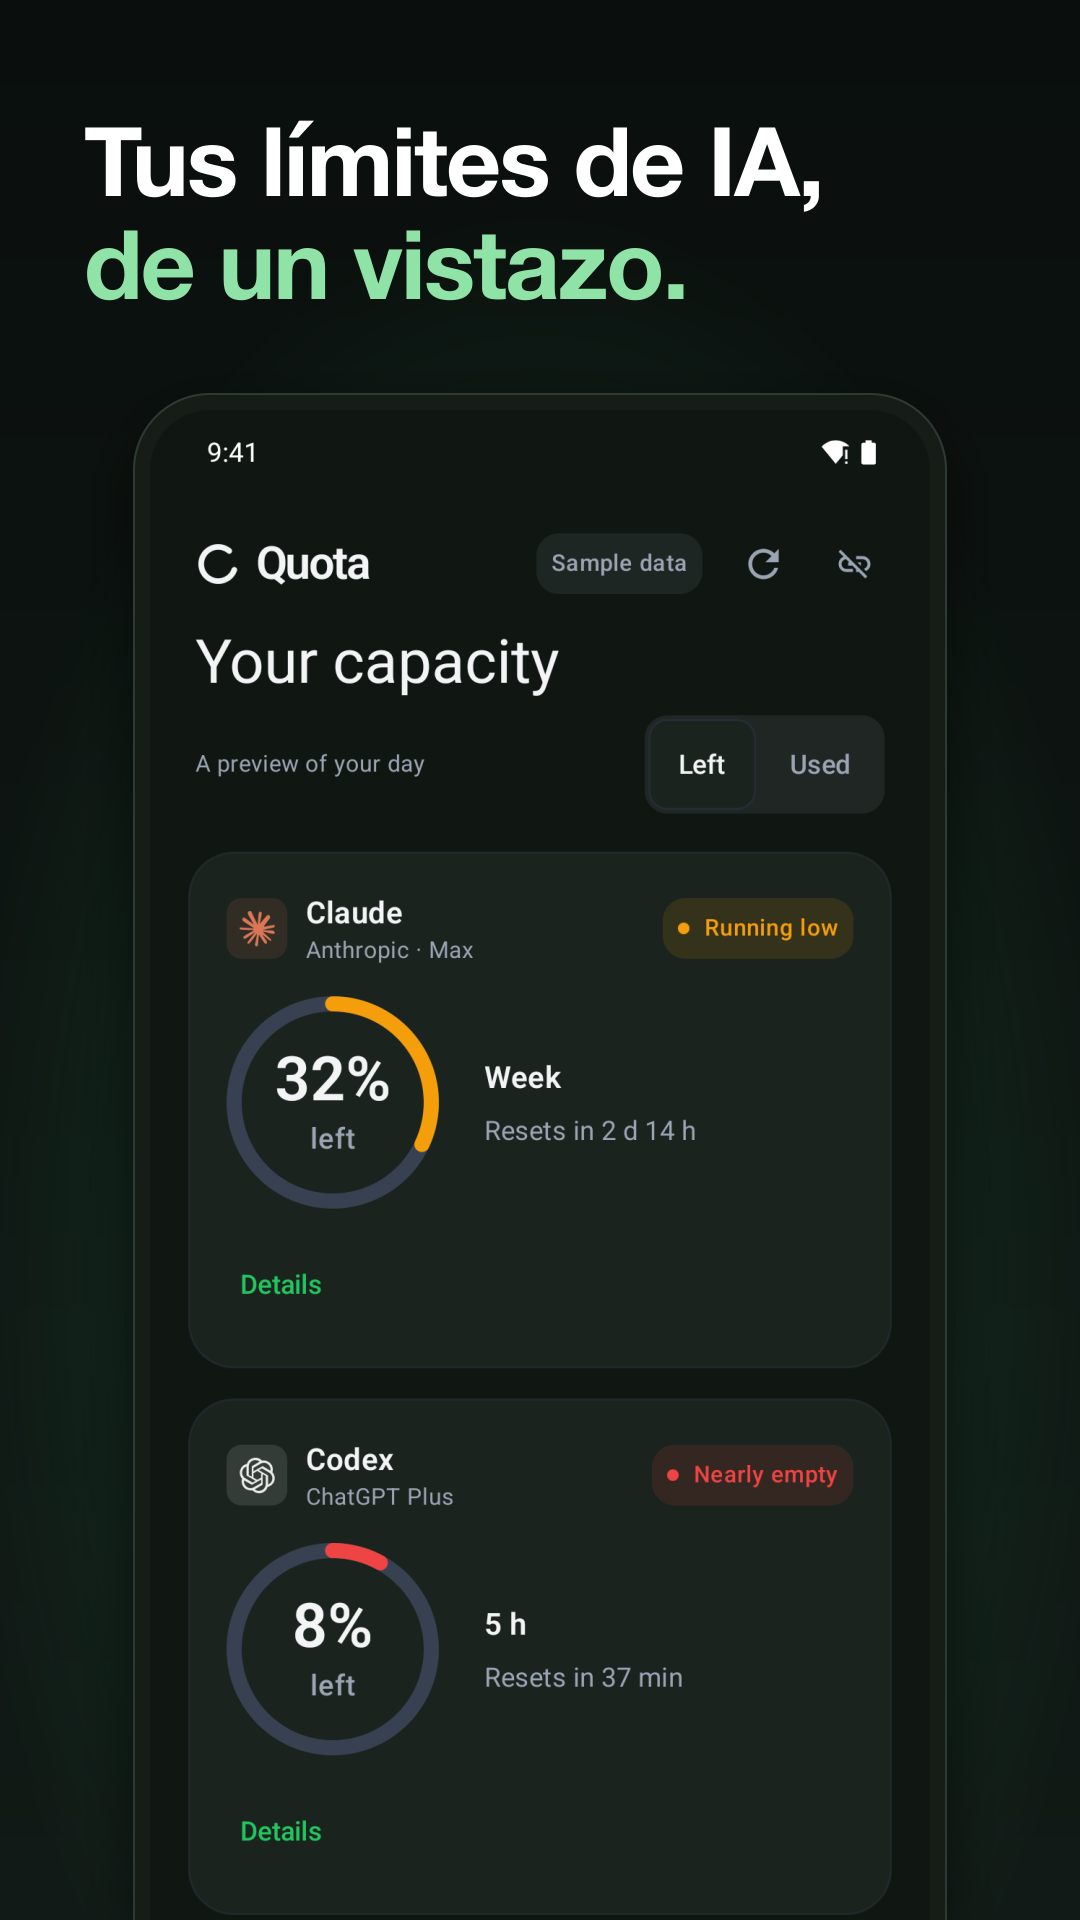 Tus límites de IA,
de un vistazo.
9:41
Quota
Sample data
Your capacity
A preview of your day
Left
Used
Claude
Anthropic · Max
Running low
32%
left
Week
Resets in 2 d 14 h
Details
Codex
ChatGPT Plus
Nearly empty
8%
left
5 h
Resets in 37 min
Details